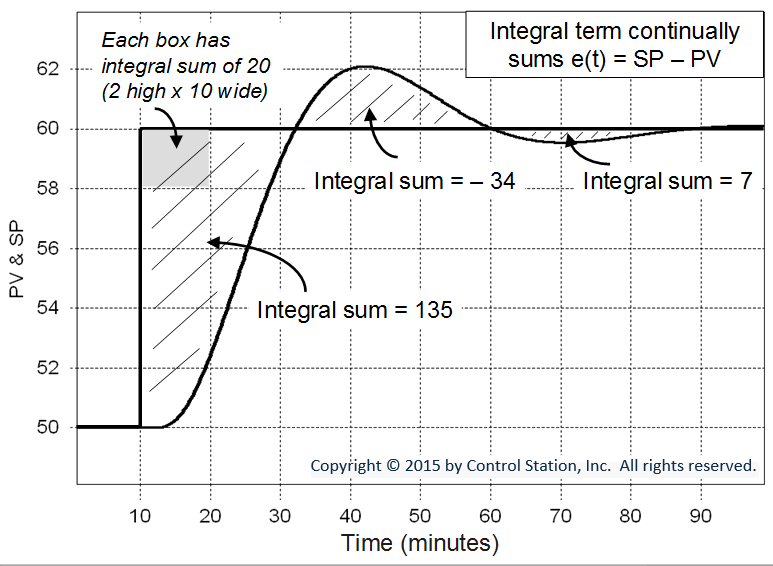 Each box has
integral sum of 20
(2 high x 10 wide)
Integral term continually
sums e(t) = SP – PV
62
60
58
56
54
52
50
PV & SP
Integral sum = – 34
Integral sum = 7
Integral sum = 135
Copyright © 2015 by Control Station, Inc. All rights reserved.
10 20 30 40 50 60 70 80 90
Time (minutes)